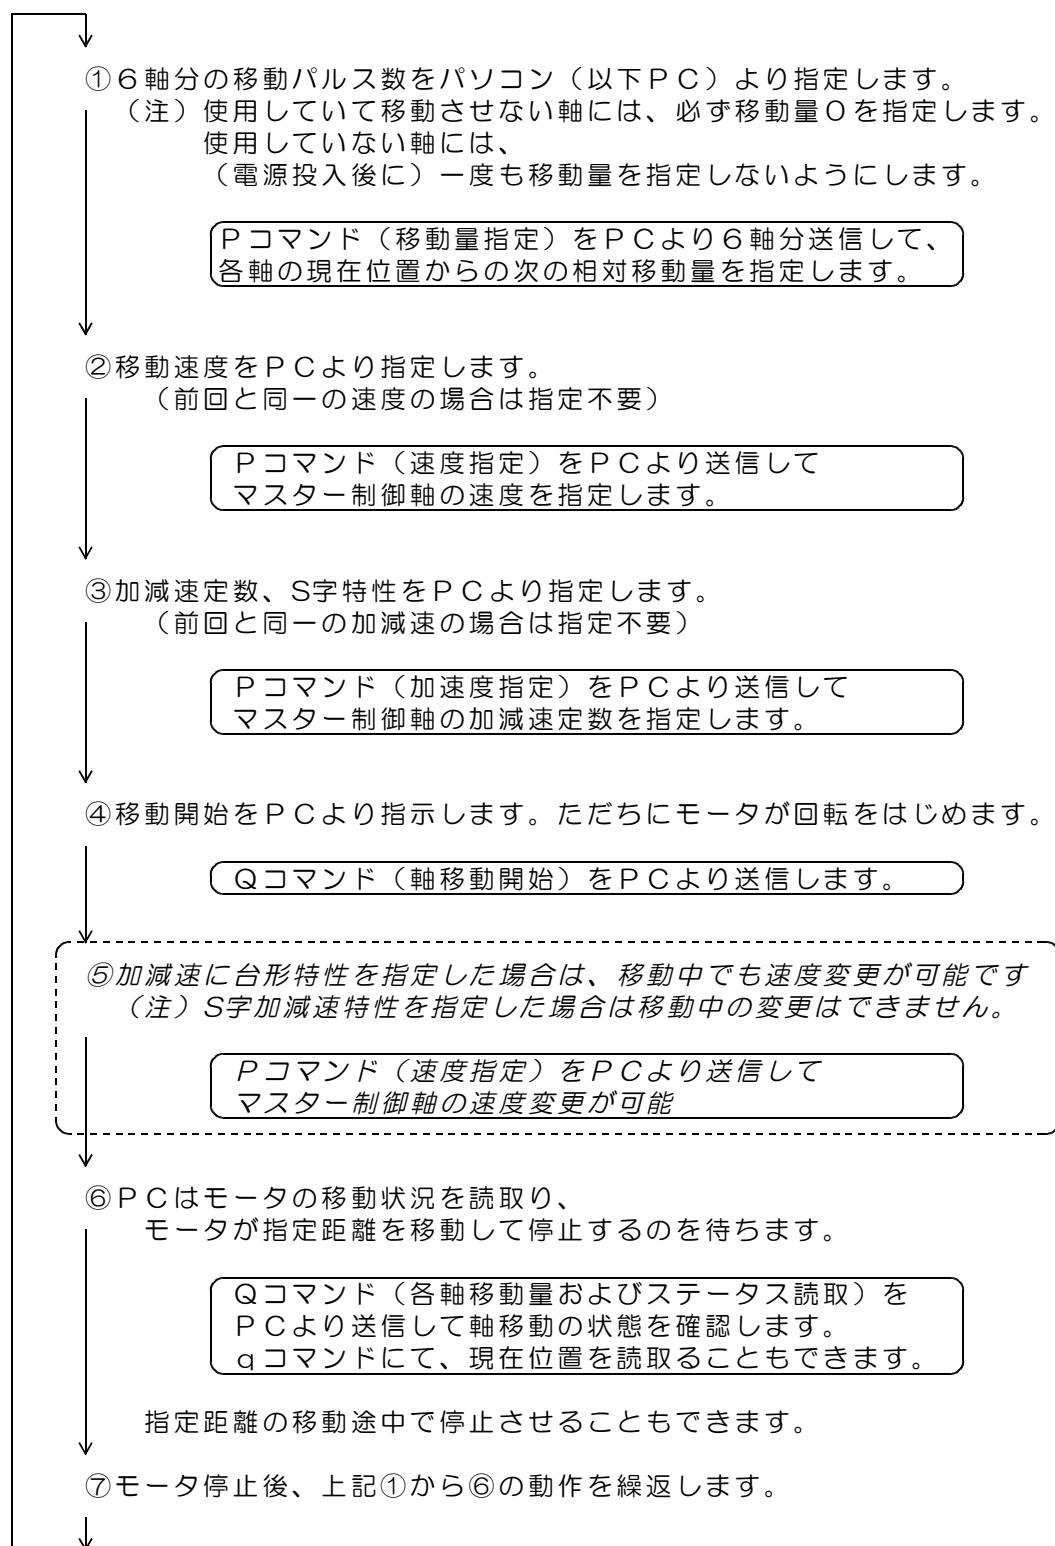 ①６軸分の移動パルス数をパソコン（以下ＰＣ）より指定します。
（注）使用していて移動させない軸には、必ず移動量０を指定します。
使用していない軸には、
（電源投入後に）一度も移動量を指定しないようにします。
Ｐコマンド（移動量指定）をＰＣより６軸分送信して、
各軸の現在位置からの次の相対移動量を指定します。
②移動速度をＰＣより指定します。
（前回と同一の速度の場合は指定不要）
Ｐコマンド（速度指定）をＰＣより送信して
マスター制御軸の速度を指定します。
③加減速定数、S字特性をＰＣより指定します。
（前回と同一の加減速の場合は指定不要）
Ｐコマンド（加速度指定）をＰＣより送信して
マスター制御軸の加減速定数を指定します。
④移動開始をＰＣより指示します。ただちにモータが回転をはじめます。
Ｑコマンド（軸移動開始）をＰＣより送信します。
⑤加減速に台形特性を指定した場合は、移動中でも速度変更が可能です
（注）S字加減速特性を指定した場合は移動中の変更はできません。
Ｐコマンド（速度指定）をＰＣより送信して
マスター制御軸の速度変更が可能
⑥ＰＣはモータの移動状況を読取り、
モータが指定距離を移動して停止するのを待ちます。
Ｑコマンド（各軸移動量およびステータス読取）を
ＰＣより送信して軸移動の状態を確認します。
ｑコマンドにて、現在位置を読取ることもできます。
指定距離の移動途中で停止させることもできます。
⑦モータ停止後、上記①から⑥の動作を繰返します。